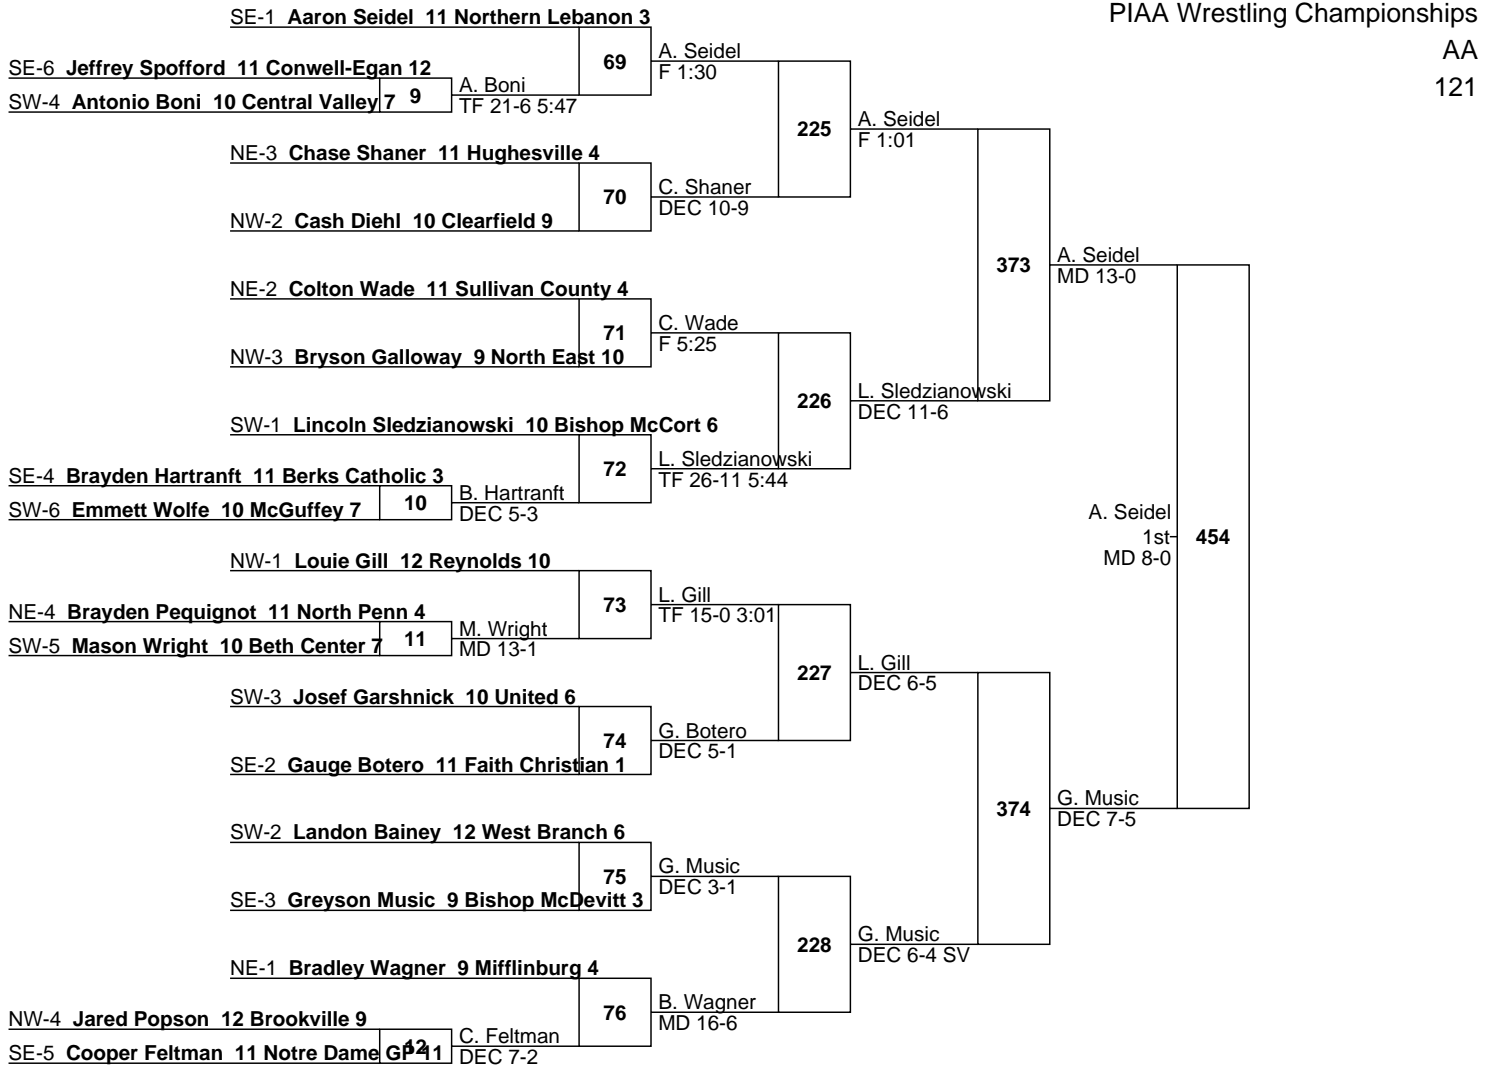 PIAA Wrestling Championships
AA
121
SE-1 Aaron Seidel 11 Northern Lebanon 3
69
A. Seidel
F 1:30
SE-6 Jeffrey Spofford 11 Conwell-Egan 12
9
A. Boni
TF 21-6 5:47
SW-4 Antonio Boni 10 Central Valley 7
225
A. Seidel
F 1:01
NE-3 Chase Shaner 11 Hughesville 4
70
C. Shaner
DEC 10-9
NW-2 Cash Diehl 10 Clearfield 9
373
A. Seidel
MD 13-0
NE-2 Colton Wade 11 Sullivan County 4
71
C. Wade
F 5:25
NW-3 Bryson Galloway 9 North East 10
226
L. Sledzianowski
DEC 11-6
SW-1 Lincoln Sledzianowski 10 Bishop McCort 6
72
L. Sledzianowski
TF 26-11 5:44
SE-4 Brayden Hartranft 11 Berks Catholic 3
10
B. Hartranft
DEC 5-3
SW-6 Emmett Wolfe 10 McGuffey 7
A. Seidel
1st
MD 8-0
454
NW-1 Louie Gill 12 Reynolds 10
73
L. Gill
TF 15-0 3:01
NE-4 Brayden Pequignot 11 North Penn 4
11
M. Wright
MD 13-1
SW-5 Mason Wright 10 Beth Center 7
227
L. Gill
DEC 6-5
SW-3 Josef Garshnick 10 United 6
74
G. Botero
DEC 5-1
SE-2 Gauge Botero 11 Faith Christian 1
374
G. Music
DEC 7-5
SW-2 Landon Bainey 12 West Branch 6
75
G. Music
DEC 3-1
SE-3 Greyson Music 9 Bishop McDevitt 3
228
G. Music
DEC 6-4 SV
NE-1 Bradley Wagner 9 Mifflinburg 4
76
B. Wagner
MD 16-6
NW-4 Jared Popson 12 Brookville 9
12
C. Feltman
DEC 7-2
SE-5 Cooper Feltman 11 Notre Dame GP 11